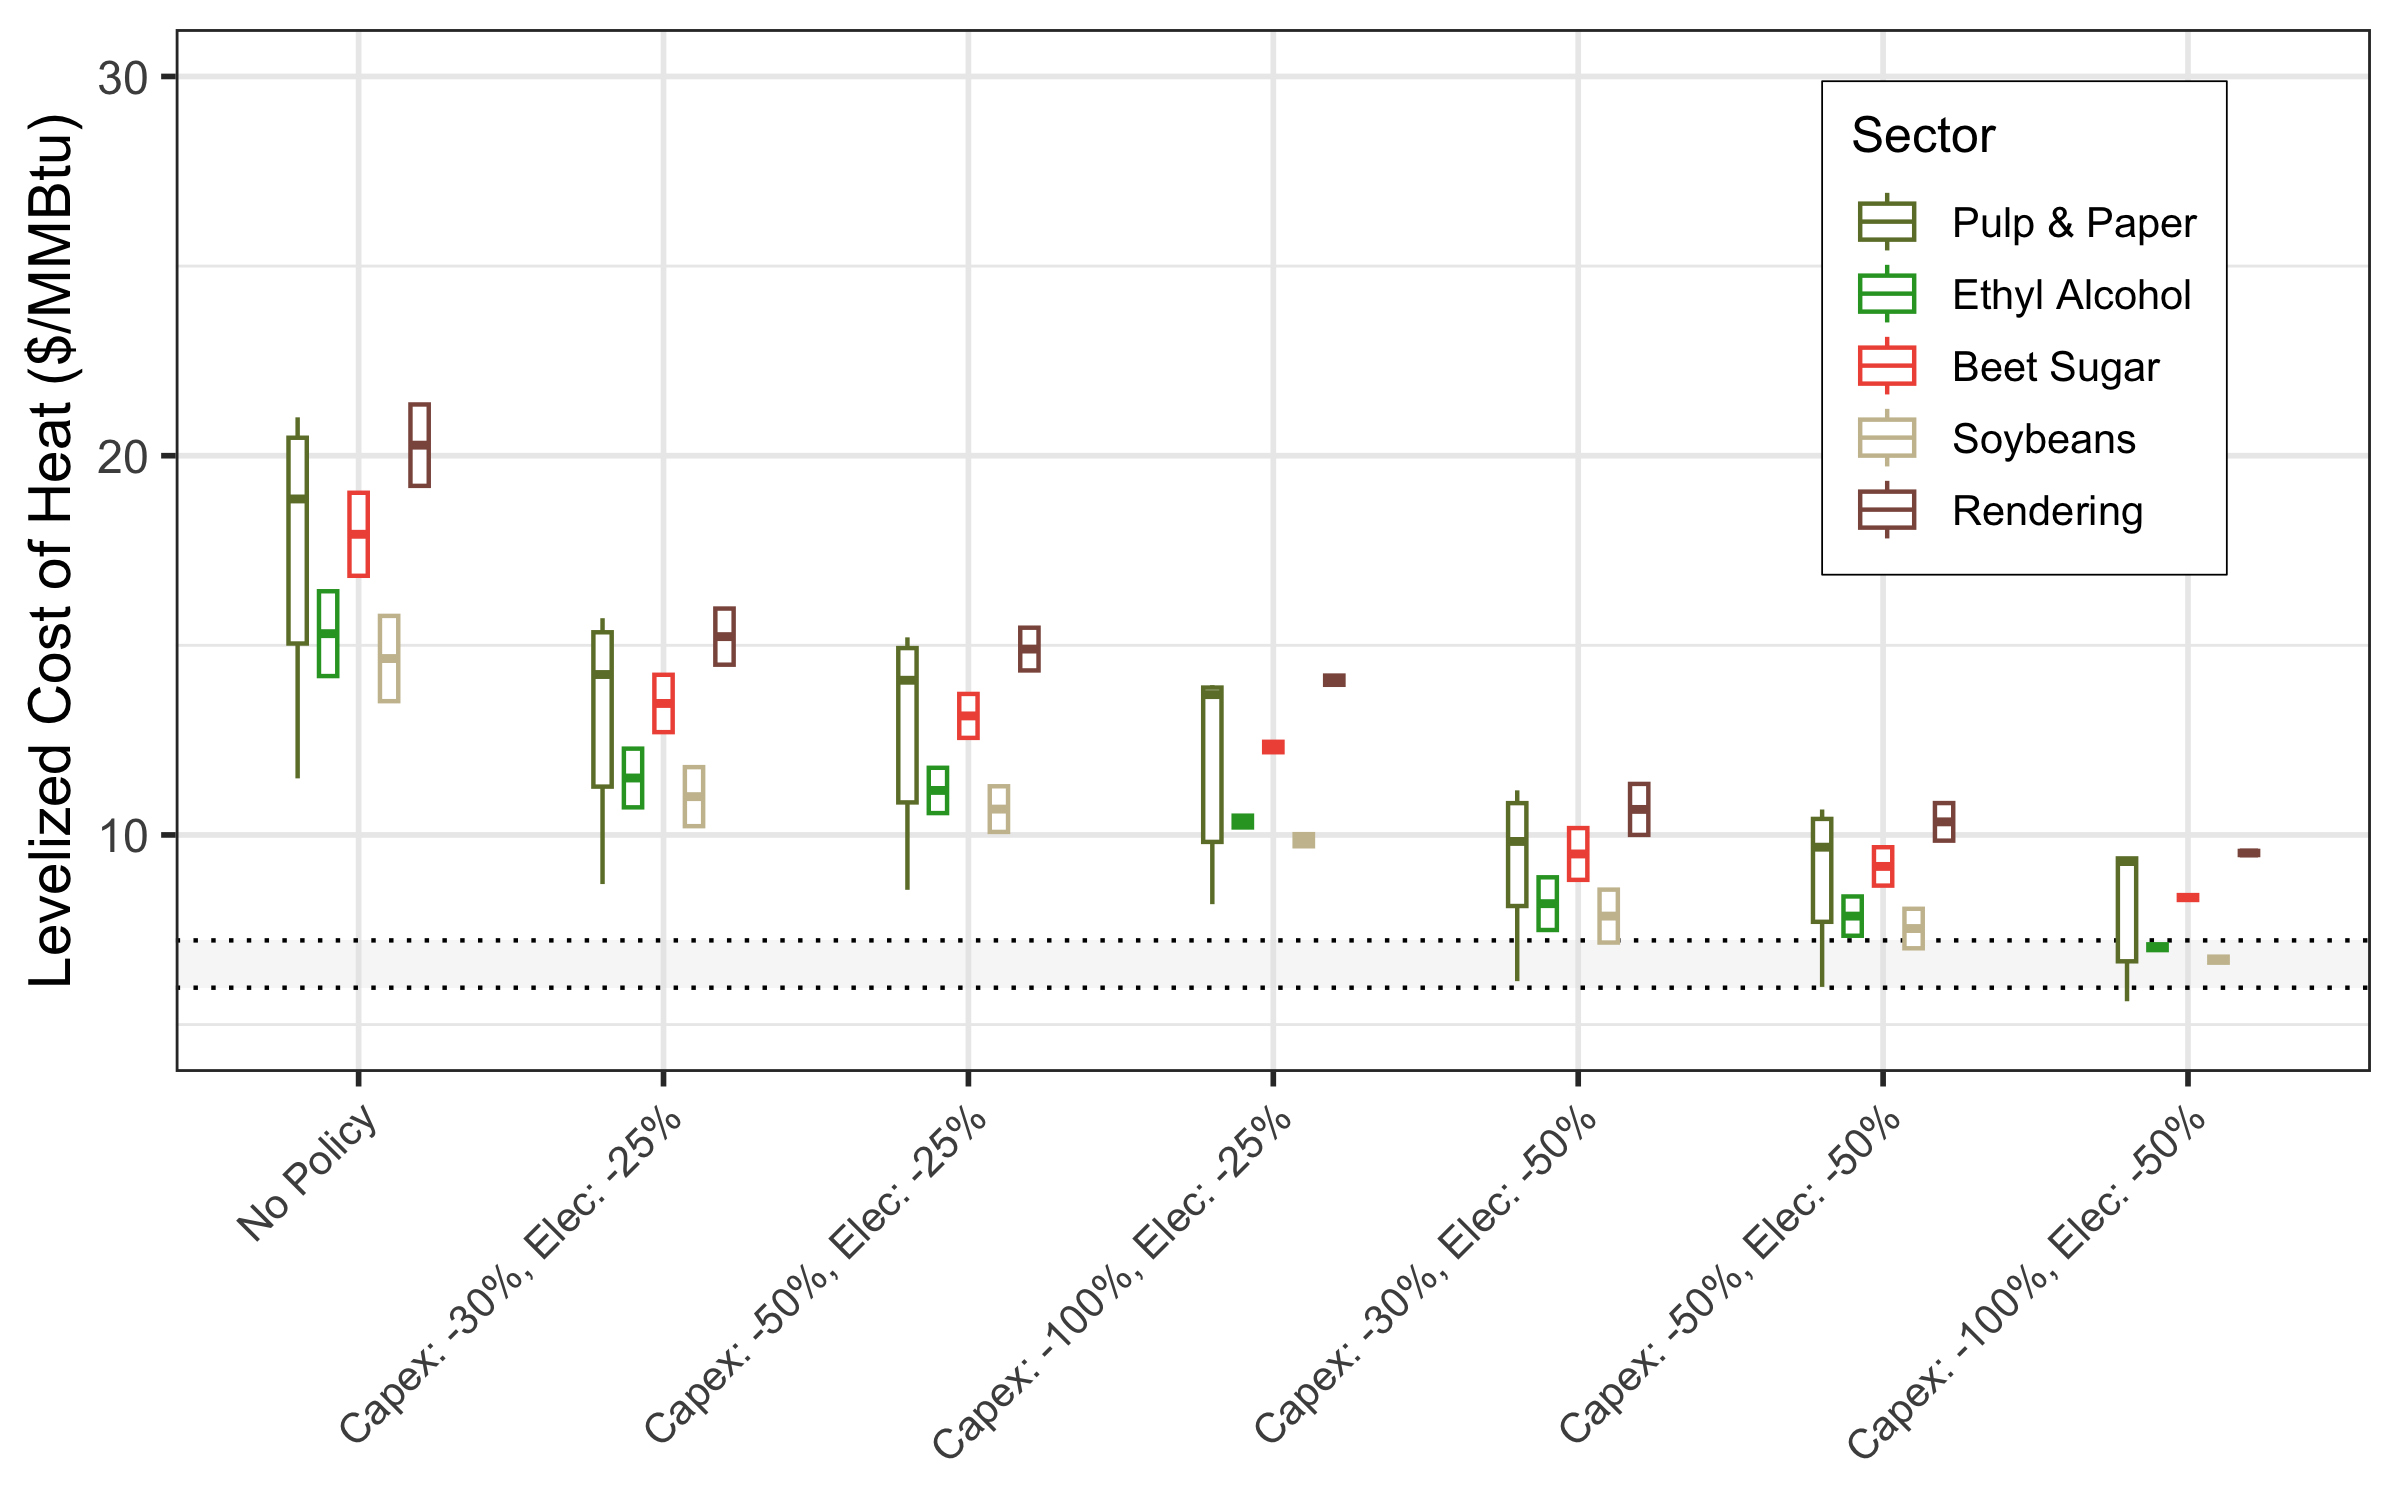 Levelized Cost of Heat ($/MMBtu)
30
20
10
Sector
Pulp & Paper
Ethyl Alcohol
Beet Sugar
Soybeans
Rendering
No Policy
Capex: -30%, Elec: -25%
Capex: -50%, Elec: -25%
Capex: -100%, Elec: -25%
Capex: -30%, Elec: -50%
Capex: -50%, Elec: -50%
Capex: -100%, Elec: -50%